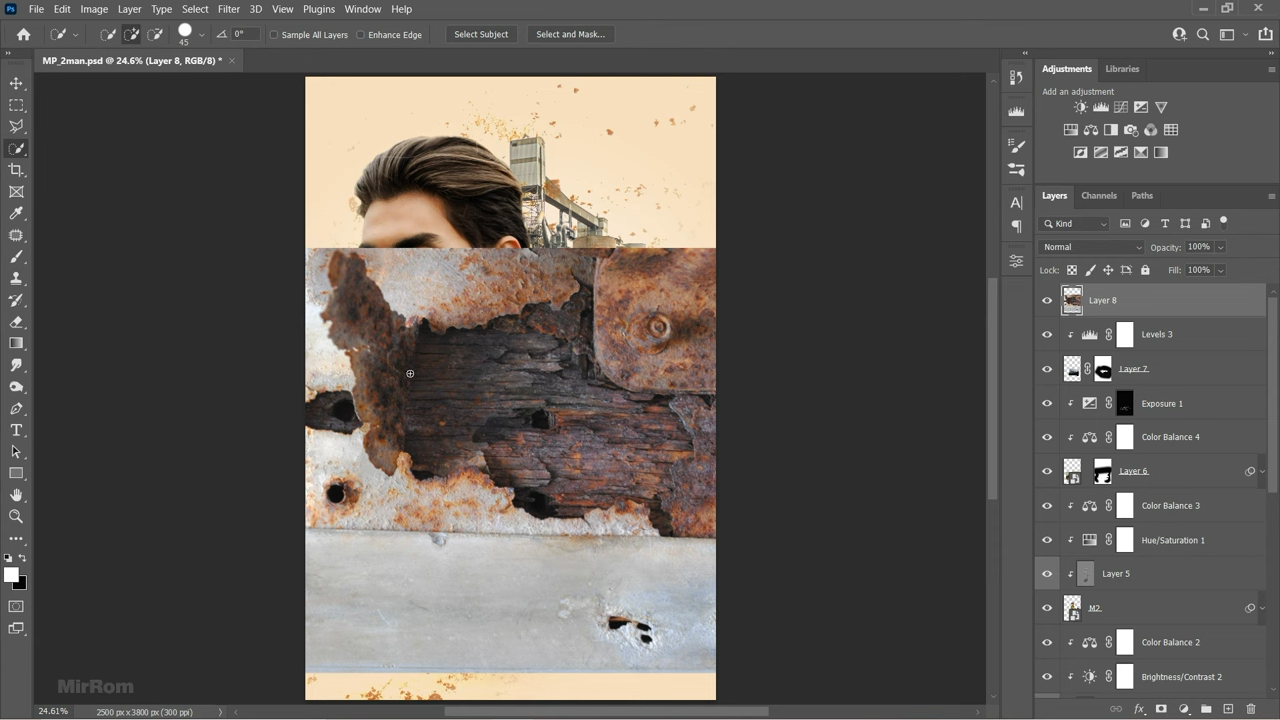 Ps File Edit Image Layer Type Select Filter 3D View Plugins Window Help
45 0° Sample All Layers Enhance Edge Select Subject Select and Mask...
MP_2man.psd @ 24.6% (Layer 8, RGB/8) * ×
Adjustments Libraries
Add an adjustment
Layers Channels Paths
Kind
Normal Opacity: 100%
Lock: Fill: 100%
Layer 8
Levels 3
Layer 7
Exposure 1
Color Balance 4
Layer 6
Color Balance 3
Hue/Saturation 1
Layer 5
M2
Color Balance 2
Brightness/Contrast 2
MirRom
24.61% 2500 px x 3800 px (300 ppi)